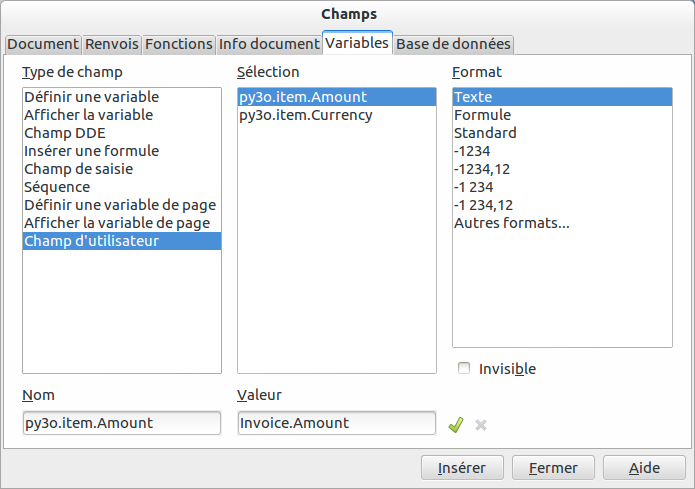 Champs
Document Renvois Fonctions Info document Variables Base de données
Type de champ
Définir une variable
Afficher la variable
Champ DDE
Insérer une formule
Champ de saisie
Séquence
Définir une variable de page
Afficher la variable de page
Champ d'utilisateur
Sélection
py3o.item.Amount
py3o.item.Currency
Format
Texte
Formule
Standard
-1234
-1234,12
-1 234
-1 234,12
Autres formats...
Invisible
Nom
py3o.item.Amount
Valeur
Invoice.Amount
Insérer Fermer Aide